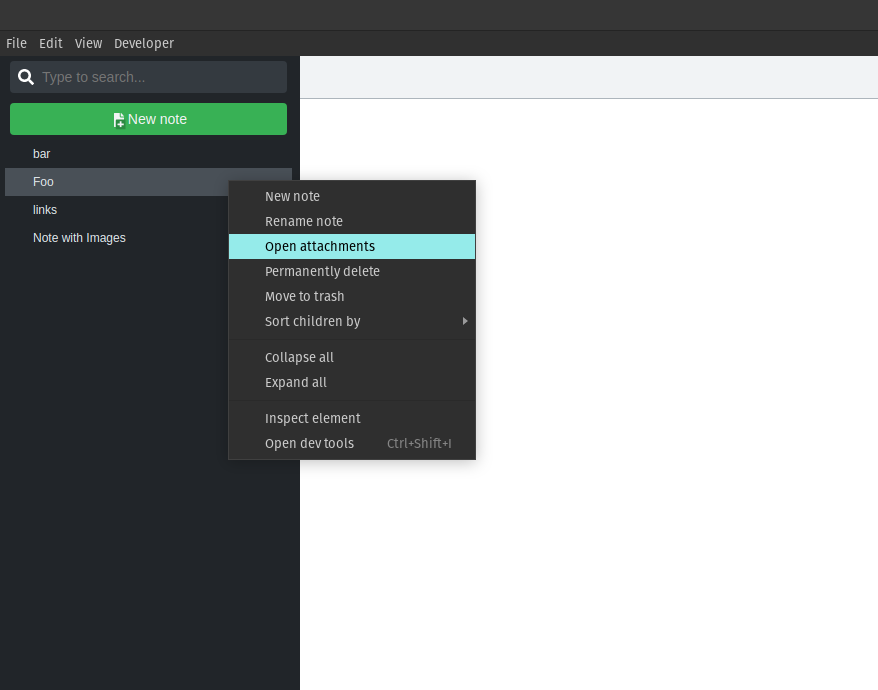 File Edit View Developer
Type to search...
New note
bar
Foo
links
Note with Images
New note
Rename note
Open attachments
Permanently delete
Move to trash
Sort children by
Collapse all
Expand all
Inspect element
Open dev tools Ctrl+Shift+I